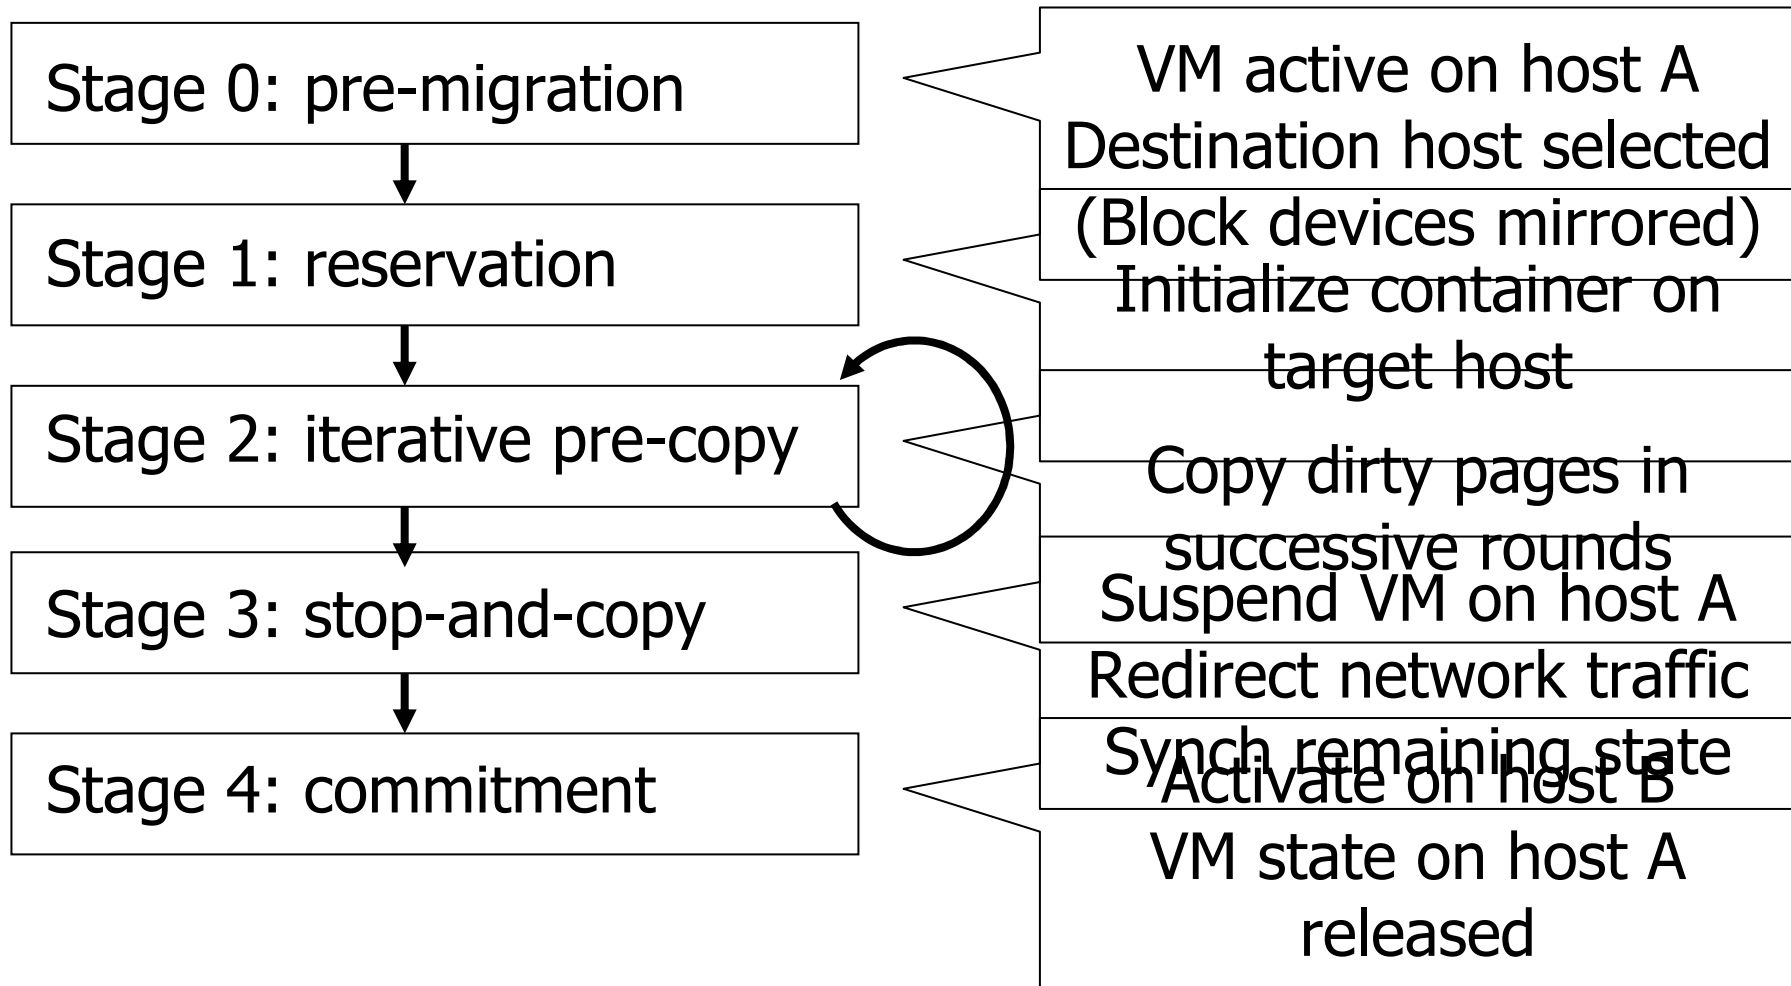 Stage 0: pre-migration
VM active on host A
Destination host selected
(Block devices mirrored)
Stage 1: reservation
Initialize container on
target host
Stage 2: iterative pre-copy
Copy dirty pages in
successive rounds
Stage 3: stop-and-copy
Suspend VM on host A
Redirect network traffic
Synch remaining state
Stage 4: commitment
Activate on host B
VM state on host A
released